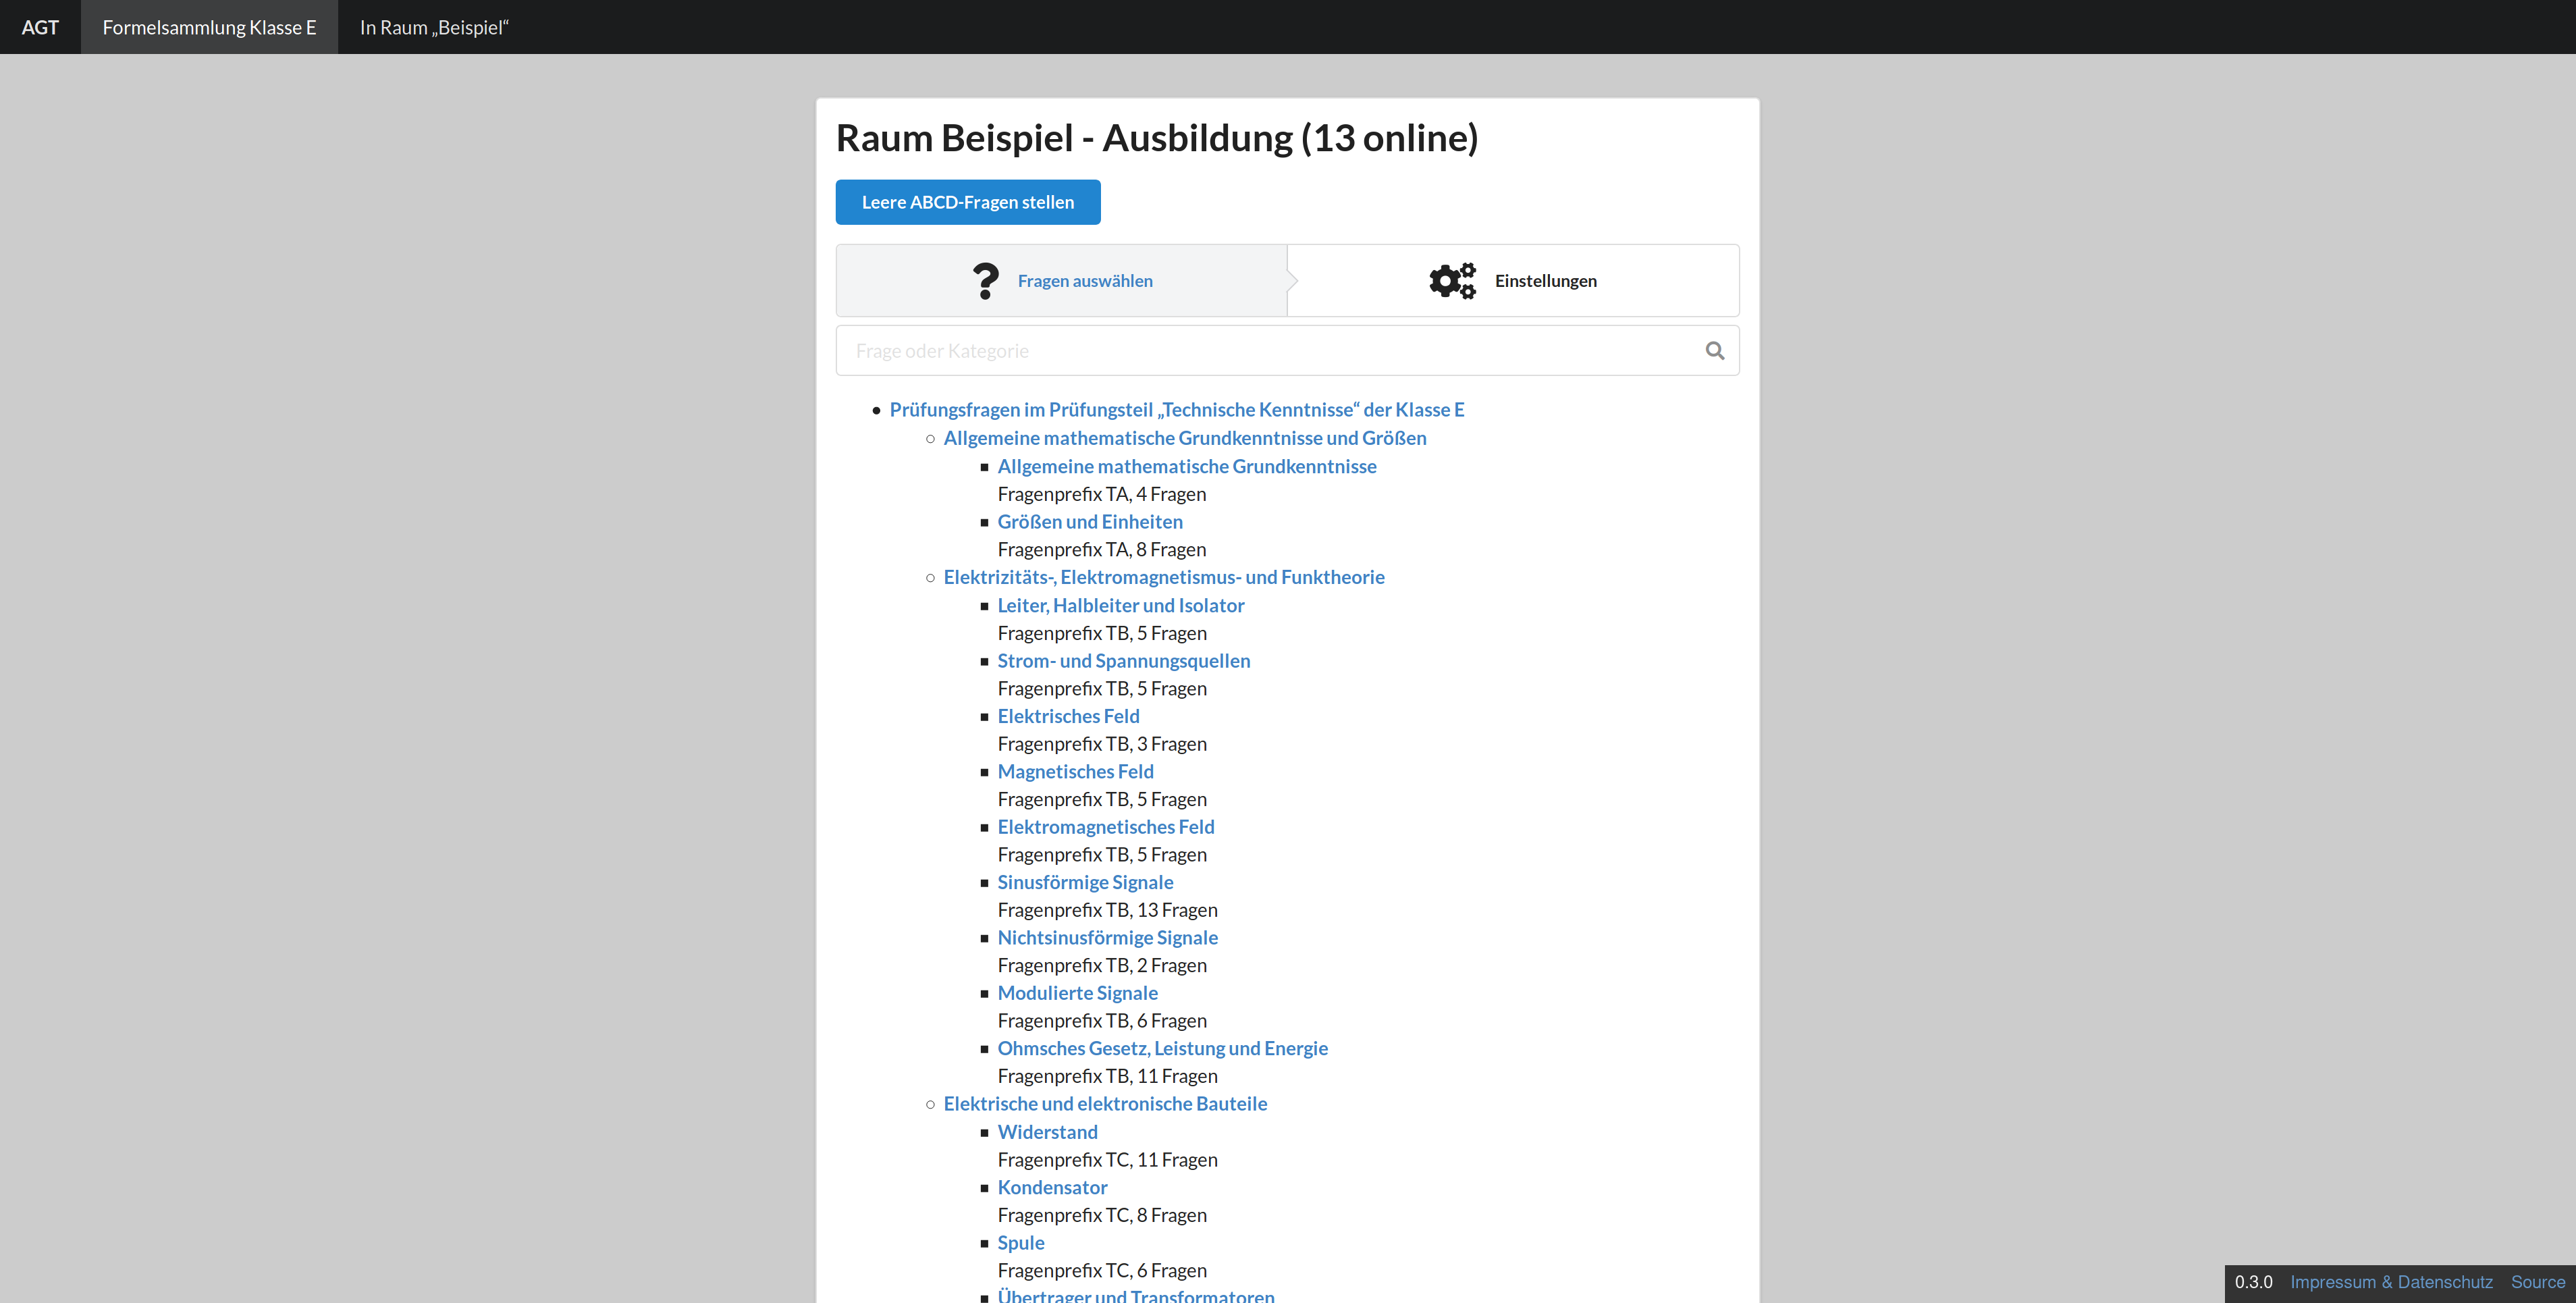 AGT
Formelsammlung Klasse E
In Raum „Beispiel“
Raum Beispiel - Ausbildung (13 online)
Leere ABCD-Fragen stellen
Fragen auswählen
Einstellungen
Frage oder Kategorie
Prüfungsfragen im Prüfungsteil „Technische Kenntnisse“ der Klasse E
Allgemeine mathematische Grundkenntnisse und Größen
Allgemeine mathematische Grundkenntnisse
Fragenprefix TA, 4 Fragen
Größen und Einheiten
Fragenprefix TA, 8 Fragen
Elektrizitäts-, Elektromagnetismus- und Funktheorie
Leiter, Halbleiter und Isolator
Fragenprefix TB, 5 Fragen
Strom- und Spannungsquellen
Fragenprefix TB, 5 Fragen
Elektrisches Feld
Fragenprefix TB, 3 Fragen
Magnetisches Feld
Fragenprefix TB, 5 Fragen
Elektromagnetisches Feld
Fragenprefix TB, 5 Fragen
Sinusförmige Signale
Fragenprefix TB, 13 Fragen
Nichtsinusförmige Signale
Fragenprefix TB, 2 Fragen
Modulierte Signale
Fragenprefix TB, 6 Fragen
Ohmsches Gesetz, Leistung und Energie
Fragenprefix TB, 11 Fragen
Elektrische und elektronische Bauteile
Widerstand
Fragenprefix TC, 11 Fragen
Kondensator
Fragenprefix TC, 8 Fragen
Spule
Fragenprefix TC, 6 Fragen
Übertrager und Transformatoren
0.3.0 Impressum & Datenschutz Source